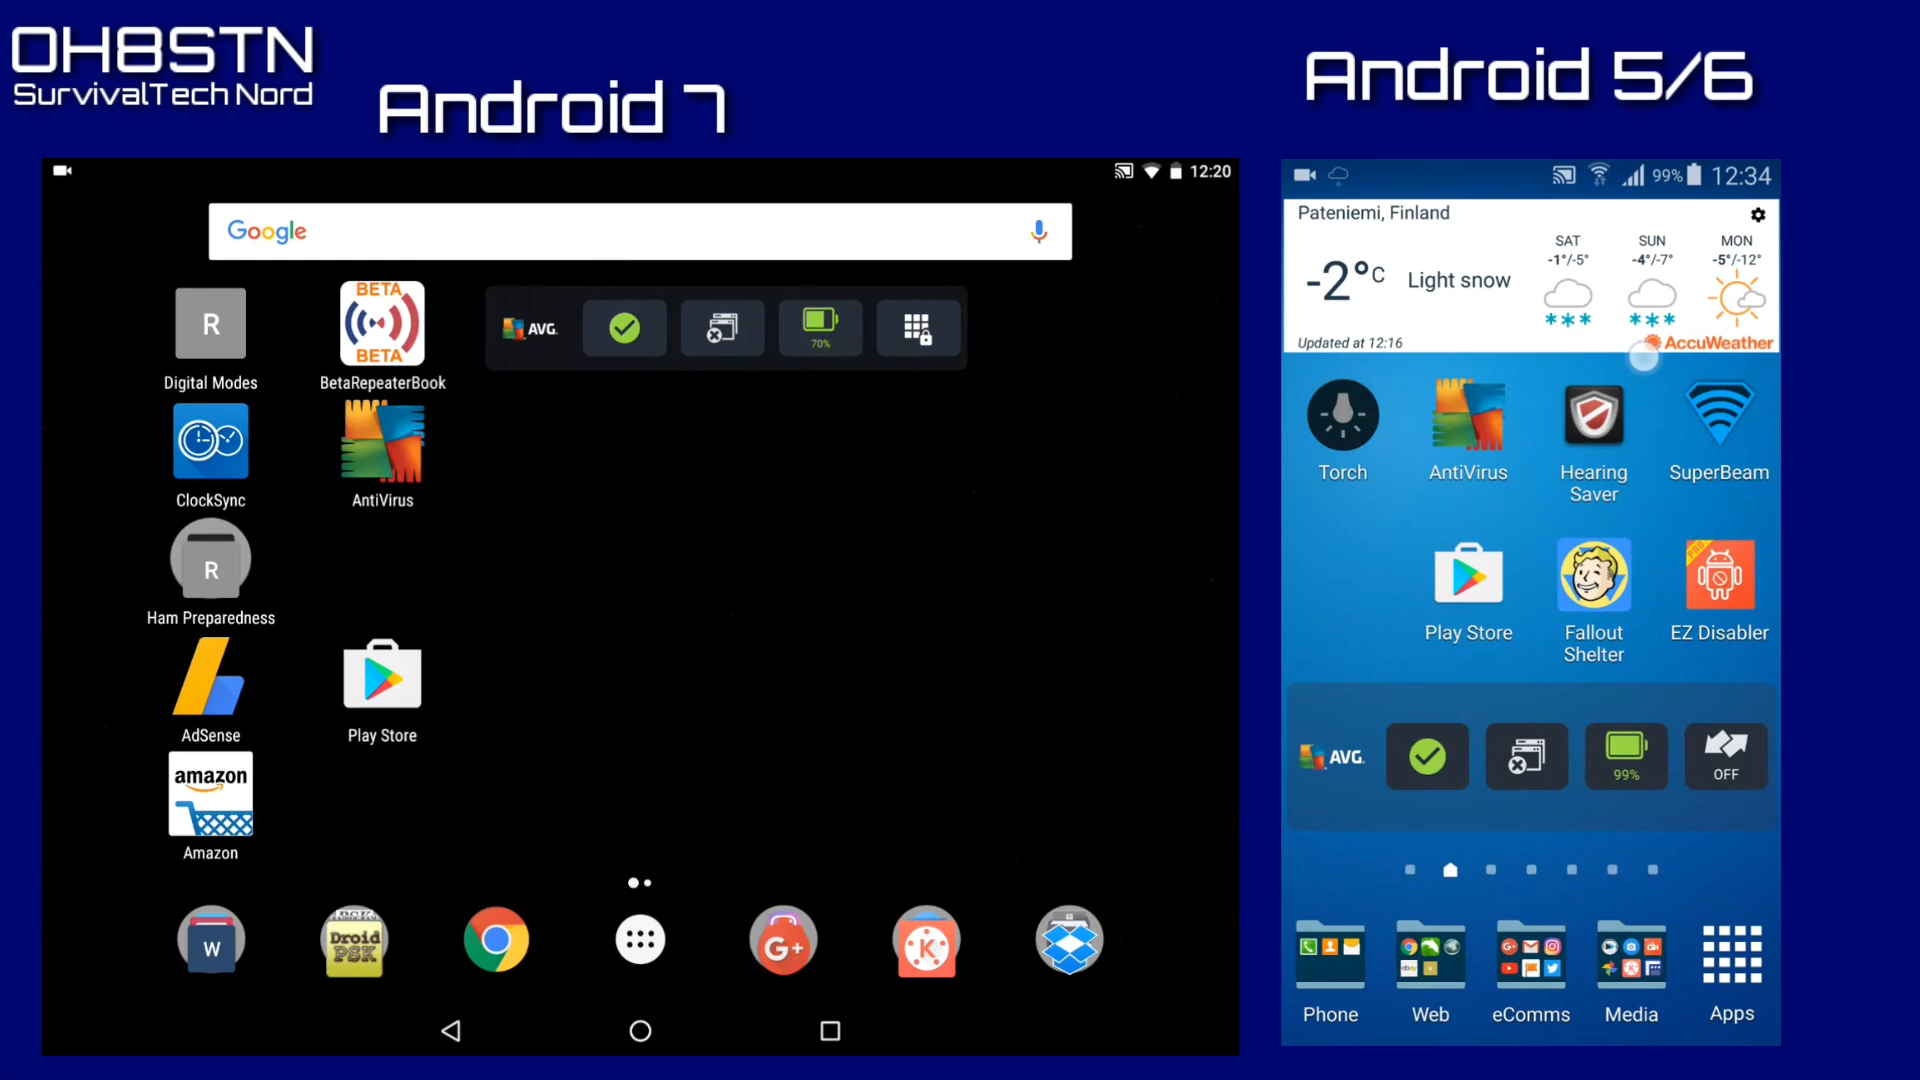 OH8STN
SurvivalTech Nord
Android 7
Android 5/6
12:20
Google
R
Digital Modes
BETA
BETA
BetaRepeaterBook
AVG.
70%
ClockSync
AntiVirus
R
Ham Preparedness
AdSense
Play Store
amazon
Amazon
W
Droid
PSK
G+
K
99%
12:34
Pateniemi, Finland
-2°C
Light snow
SAT
-1°/-5°
SUN
-4°/-7°
MON
-5°/-12°
Updated at 12:16
AccuWeather
Torch
AntiVirus
Hearing
Saver
SuperBeam
Play Store
Fallout
Shelter
PRO
EZ Disabler
AVG.
99%
OFF
Phone
Web
eComms
Media
Apps